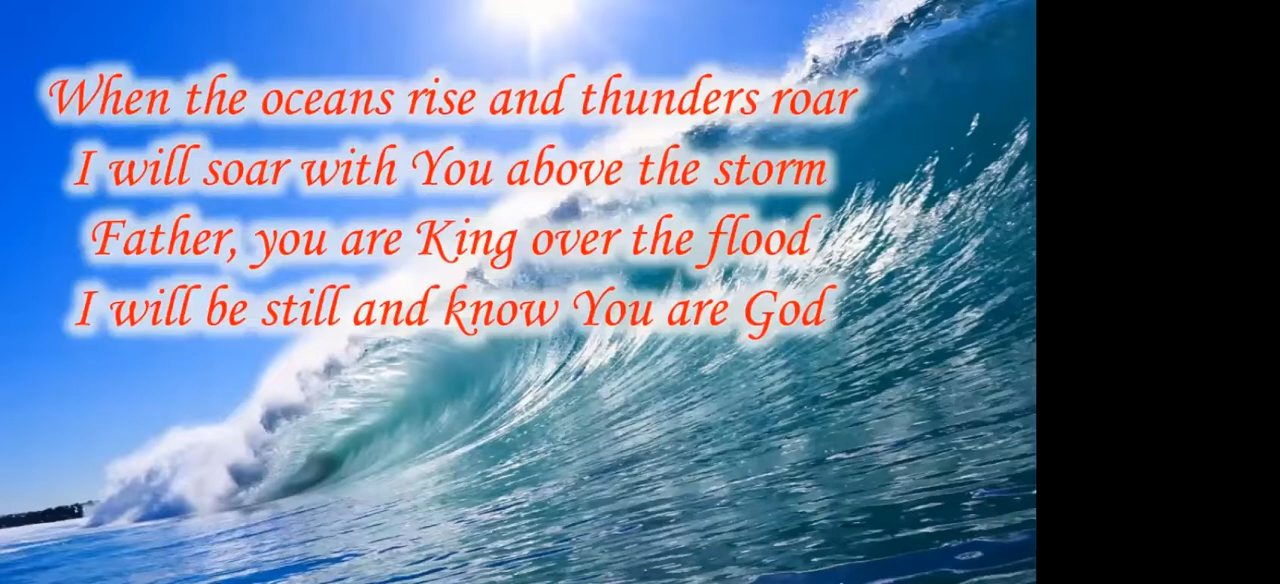 When the oceans rise and thunders roar
I will soar with You above the storm
Father, you are King over the flood
I will be still and know You are God